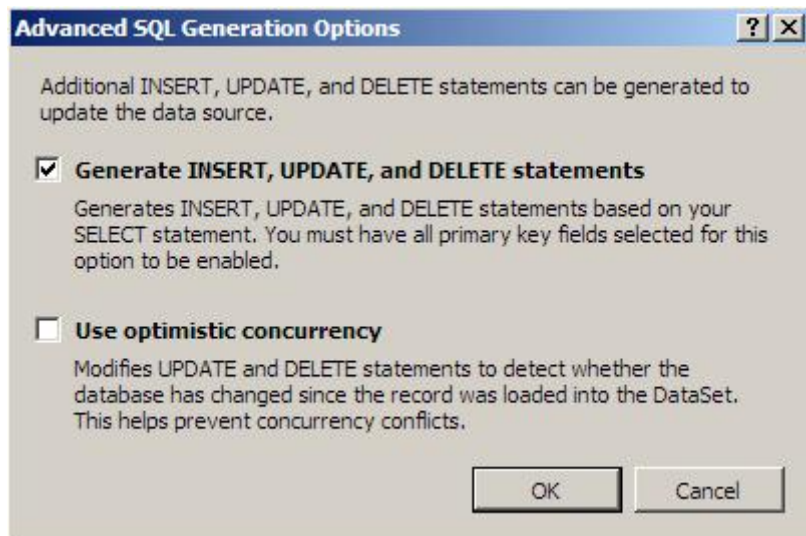 Advanced SQL Generation Options
Additional INSERT, UPDATE, and DELETE statements can be generated to
update the data source.
Generate INSERT, UPDATE, and DELETE statements
Generates INSERT, UPDATE, and DELETE statements based on your
SELECT statement. You must have all primary key fields selected for this
option to be enabled.
Use optimistic concurrency
Modifies UPDATE and DELETE statements to detect whether the
database has changed since the record was loaded into the DataSet.
This helps prevent concurrency conflicts.
OK Cancel